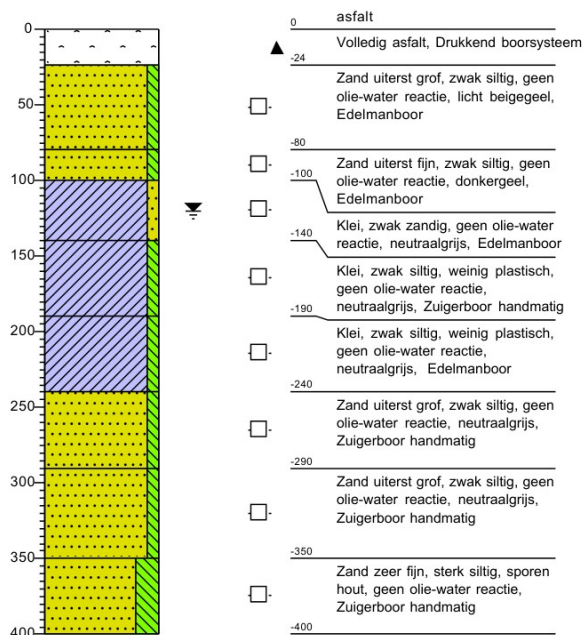 0
50
100
150
200
250
300
350
400
0
asfalt
Volledig asfalt, Drukkend boorsysteem
-24
Zand uiterst grof, zwak siltig, geen
olie-water reactie, licht beigegeel,
Edelmanboor
-80
Zand uiterst fijn, zwak siltig, geen
olie-water reactie, donkergeel,
Edelmanboor
-100
Klei, zwak zandig, geen olie-water
reactie, neutraalgrijs, Edelmanboor
-140
Klei, zwak siltig, weinig plastisch,
geen olie-water reactie,
neutraalgrijs, Zuigerboor handmatig
-190
Klei, zwak siltig, weinig plastisch,
geen olie-water reactie,
neutraalgrijs, Edelmanboor
-240
Zand uiterst grof, zwak siltig, geen
olie-water reactie, neutraalgrijs,
Zuigerboor handmatig
-290
Zand uiterst grof, zwak siltig, geen
olie-water reactie, neutraalgrijs,
Zuigerboor handmatig
-350
Zand zeer fijn, sterk siltig, sporen
hout, geen olie-water reactie,
Zuigerboor handmatig
-400